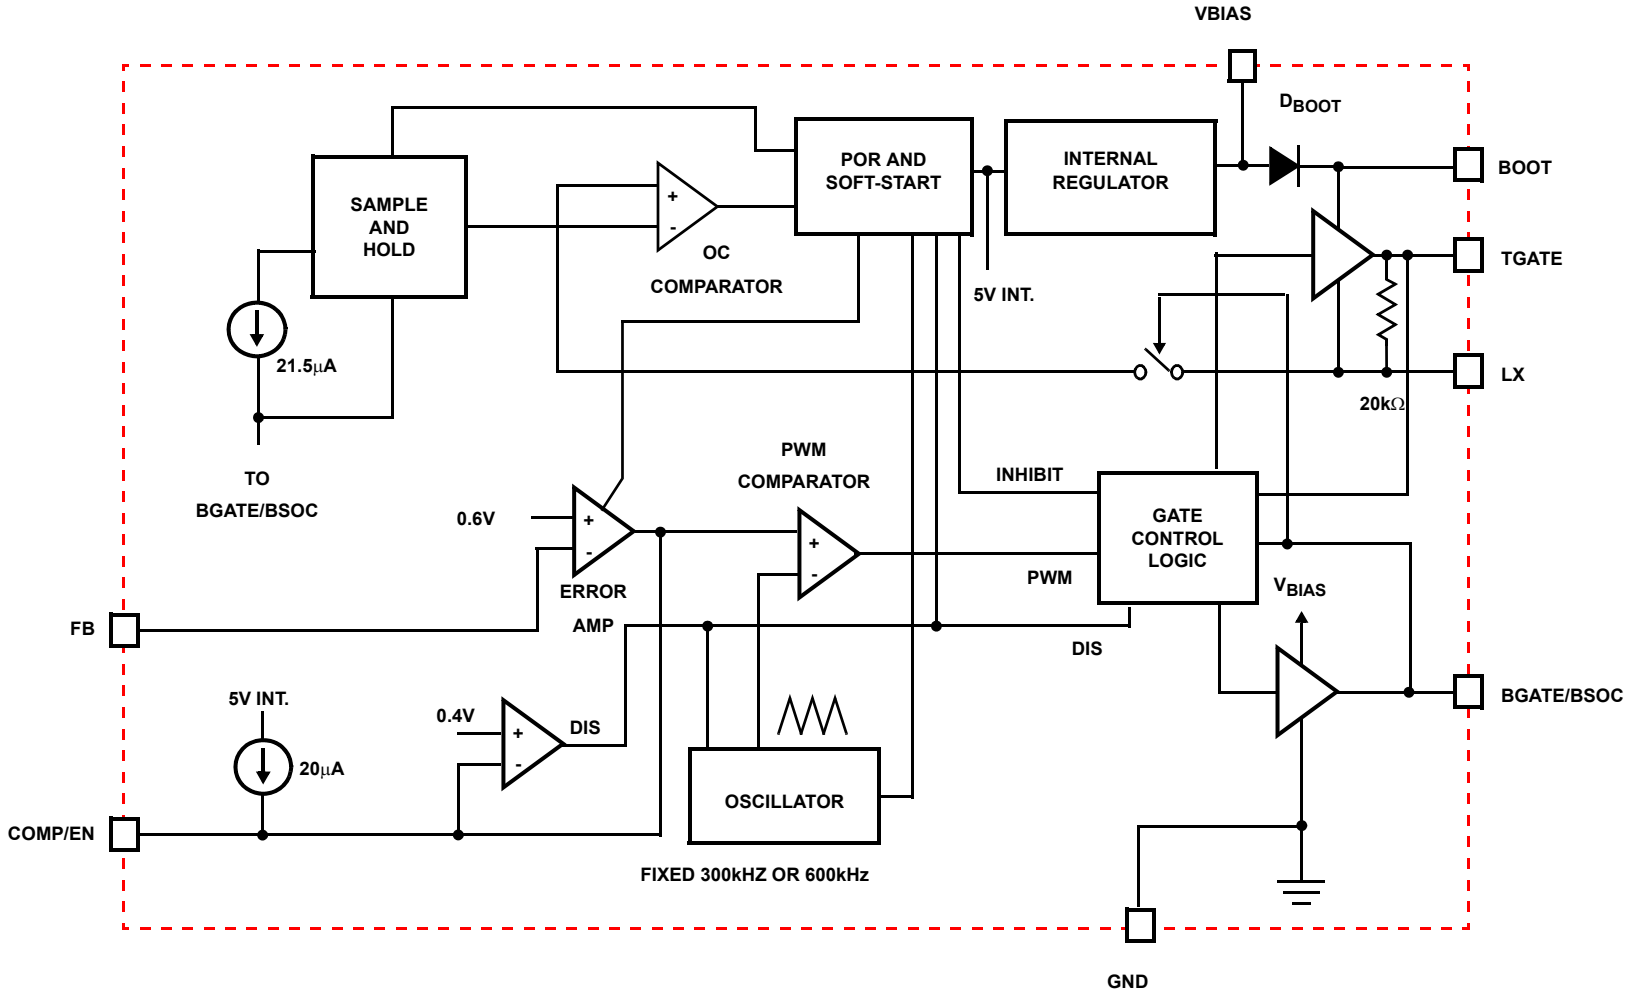 VBIAS
DBOOT
BOOT
POR AND
SOFT-START
INTERNAL
REGULATOR
SAMPLE
AND
HOLD
+
-
OC
COMPARATOR
TGATE
5V INT.
21.5μA
LX
20kΩ
TO
BGATE/BSOC
PWM
COMPARATOR
INHIBIT
0.6V
+
-
ERROR
AMP
+
-
PWM
GATE
CONTROL
LOGIC
VBIAS
FB
DIS
5V INT.
0.4V
+
-
DIS
BGATE/BSOC
20μA
OSCILLATOR
COMP/EN
FIXED 300kHZ OR 600kHz
GND